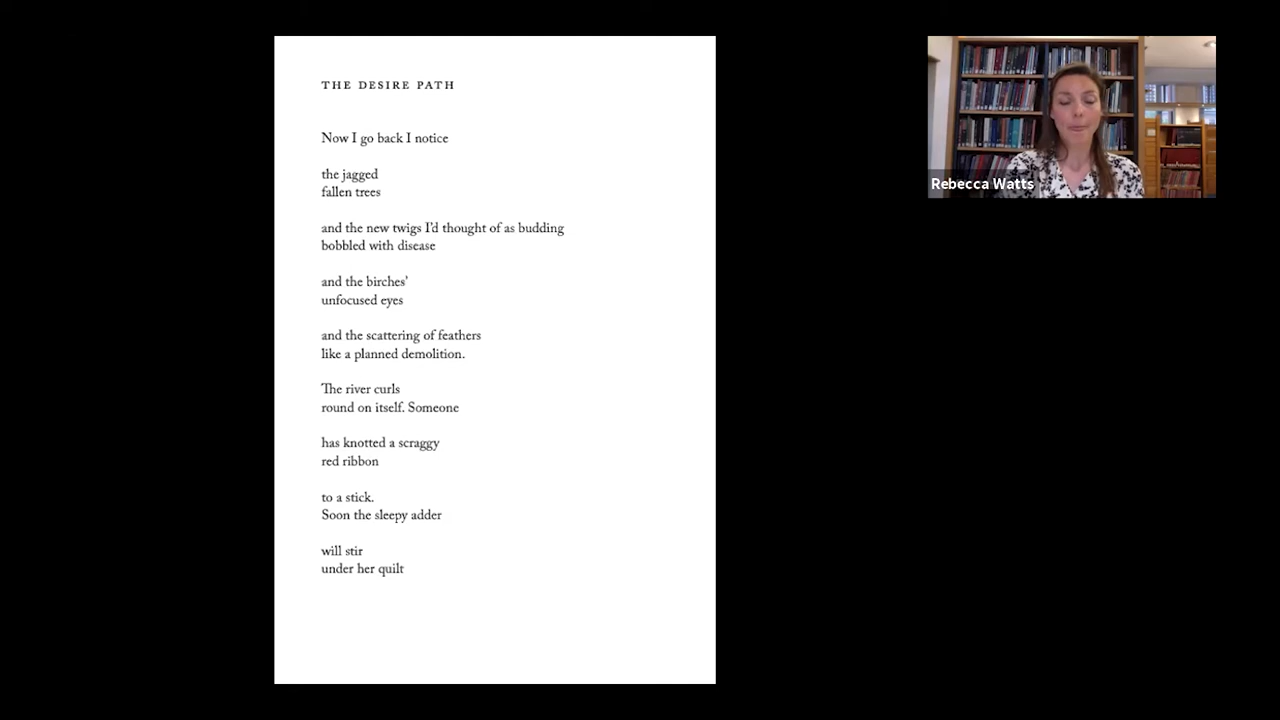 THE DESIRE PATH
Now I go back I notice
the jagged
fallen trees
and the new twigs I'd thought of as budding
bobbled with disease
and the birches'
unfocused eyes
and the scattering of feathers
like a planned demolition.
The river curls
round on itself. Someone
has knotted a scraggy
red ribbon
to a stick.
Soon the sleepy adder
will stir
under her quilt
Rebecca Watts